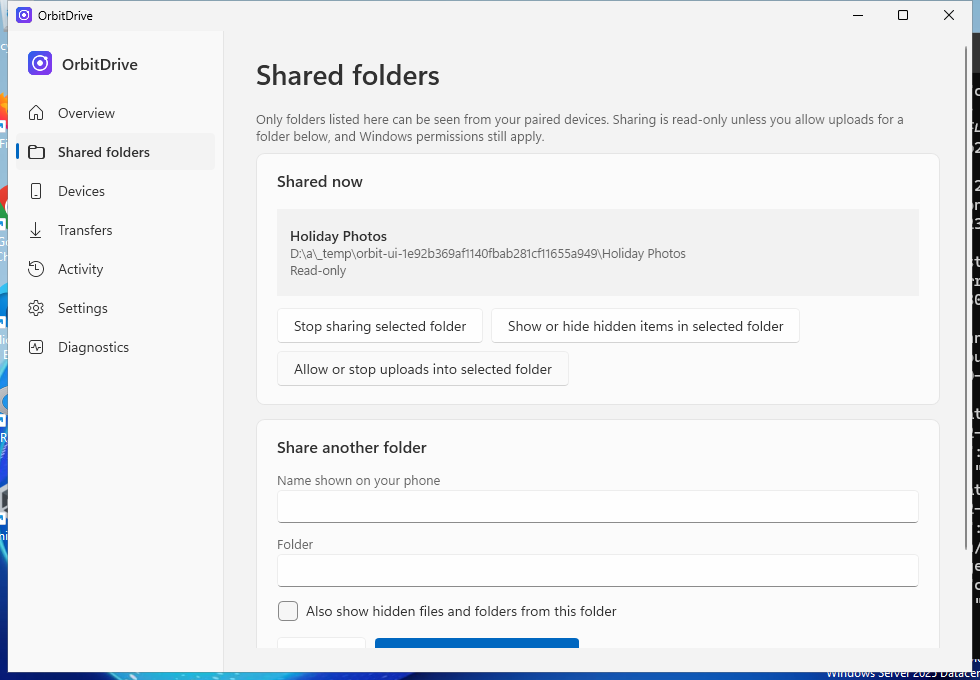 OrbitDrive
OrbitDrive
Overview
Shared folders
Devices
Transfers
Activity
Settings
Diagnostics
Shared folders
Only folders listed here can be seen from your paired devices. Sharing is read-only unless you allow uploads for a
folder below, and Windows permissions still apply.
Shared now
Holiday Photos
D:\a\_temp\orbit-ui-1e92b369af1140fbab281cf11655a949\Holiday Photos
Read-only
Stop sharing selected folder
Show or hide hidden items in selected folder
Allow or stop uploads into selected folder
Share another folder
Name shown on your phone
Folder
Also show hidden files and folders from this folder
Windows Server 2025 Datacen